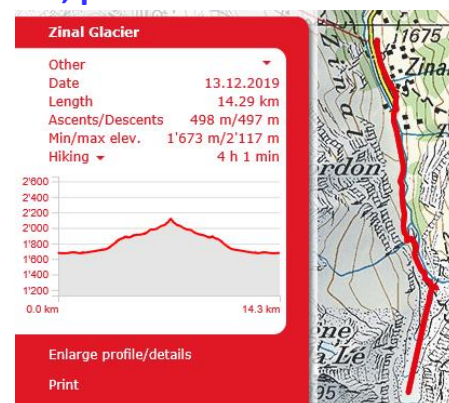 Zinal Glacier
Other
Date 13.12.2019
Length 14.29 km
Ascents/Descents 498 m/497 m
Min/max elev. 1'673 m/2'117 m
Hiking 4 h 1 min
2'600
2'400
2'200
2'000
1'800
1'600
1'400
1'200
0.0 km 14.3 km
Enlarge profile/details
Print
1675
Zina
rdon
ne
Lé
95